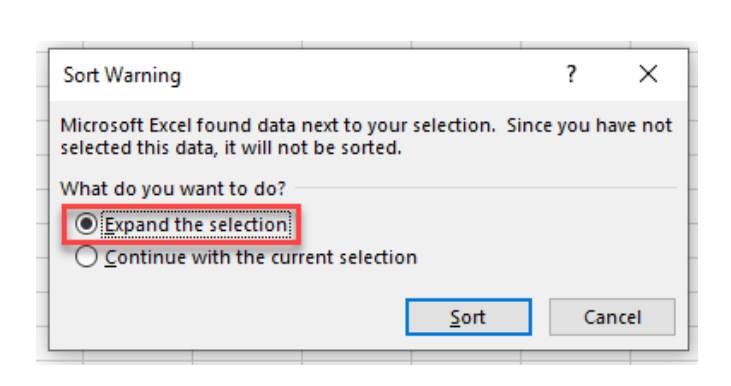 Sort Warning ? ×
Microsoft Excel found data next to your selection. Since you have not
selected this data, it will not be sorted.
What do you want to do?
Expand the selection
Continue with the current selection
Sort Cancel